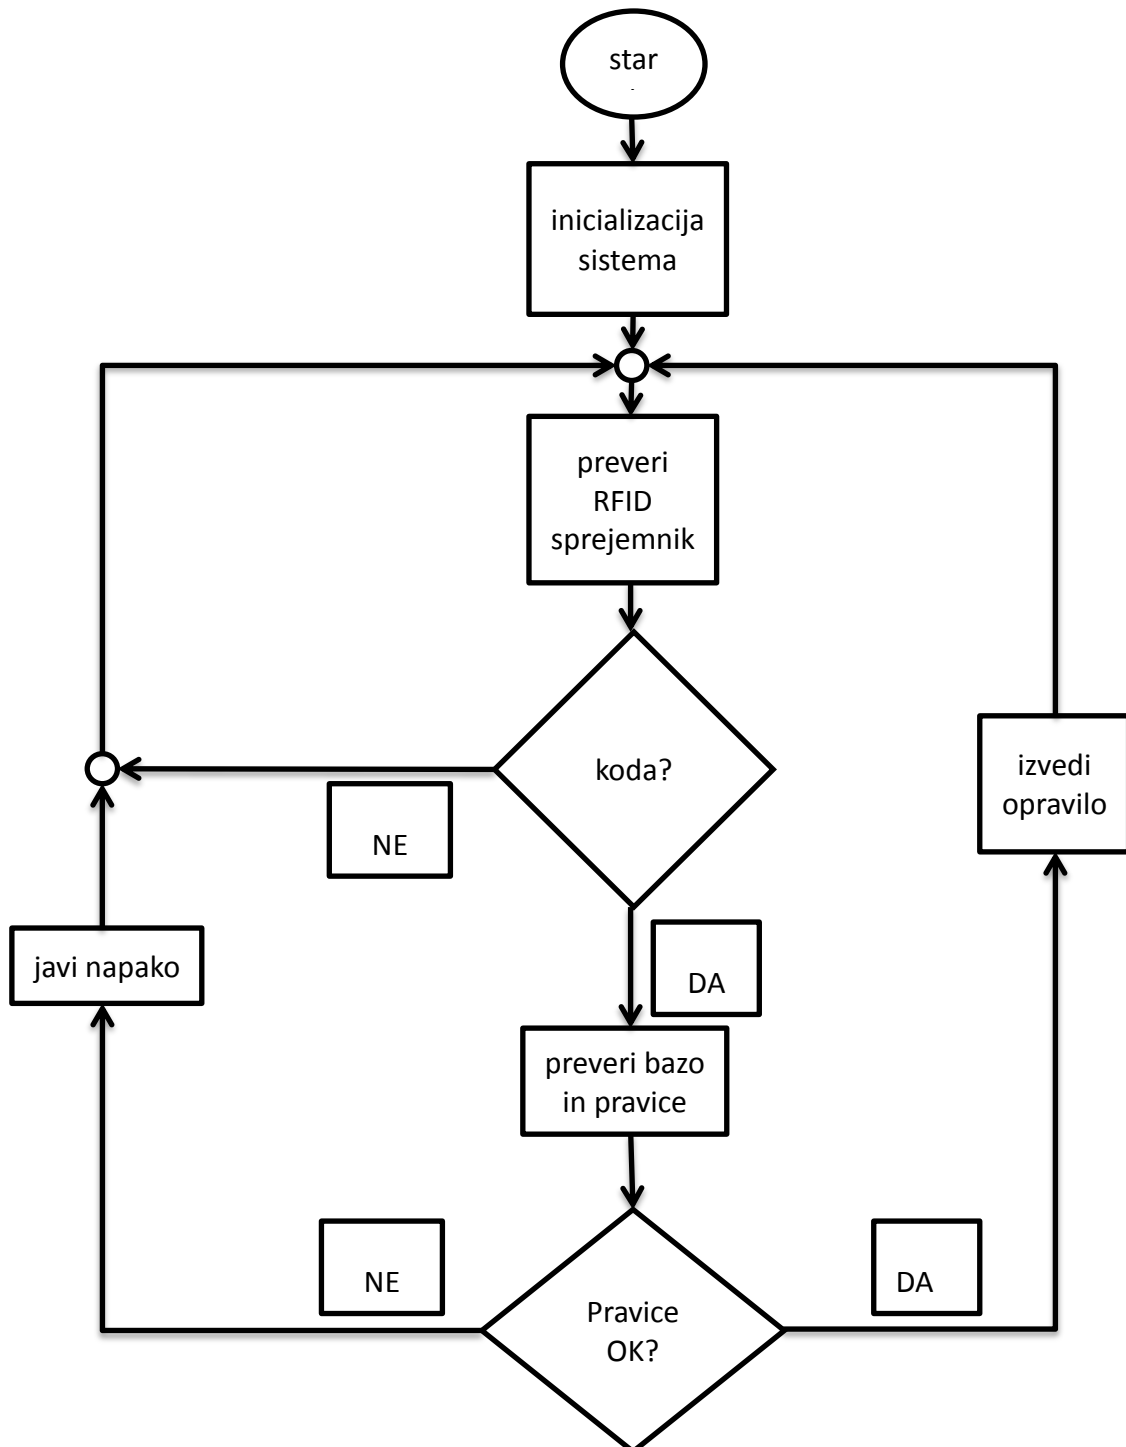 star
inicializacija
sistema
preveri
RFID
sprejemnik
koda?
izvedi
opravilo
NE
javi napako
DA
preveri bazo
in pravice
NE
DA
Pravice
OK?